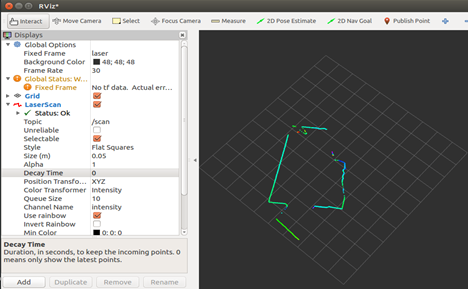 RViz*
Interact Move Camera Select Focus Camera Measure 2D Pose Estimate 2D Nav Goal Publish Point
Displays
Global Options
Fixed Frame laser
Background Color 48; 48; 48
Frame Rate 30
Global Status: W...
Fixed Frame No tf data. Actual err...
Grid
LaserScan
Status: Ok
Topic /scan
Unreliable
Selectable
Style Flat Squares
Size (m) 0.05
Alpha 1
Decay Time 0
Position Transfo... XYZ
Color Transformer Intensity
Queue Size 10
Channel Name intensity
Use rainbow
Invert Rainbow
Min Color 0; 0; 0
Decay Time
Duration, in seconds, to keep the incoming points. 0
means only show the latest points.
Add Duplicate Remove Rename